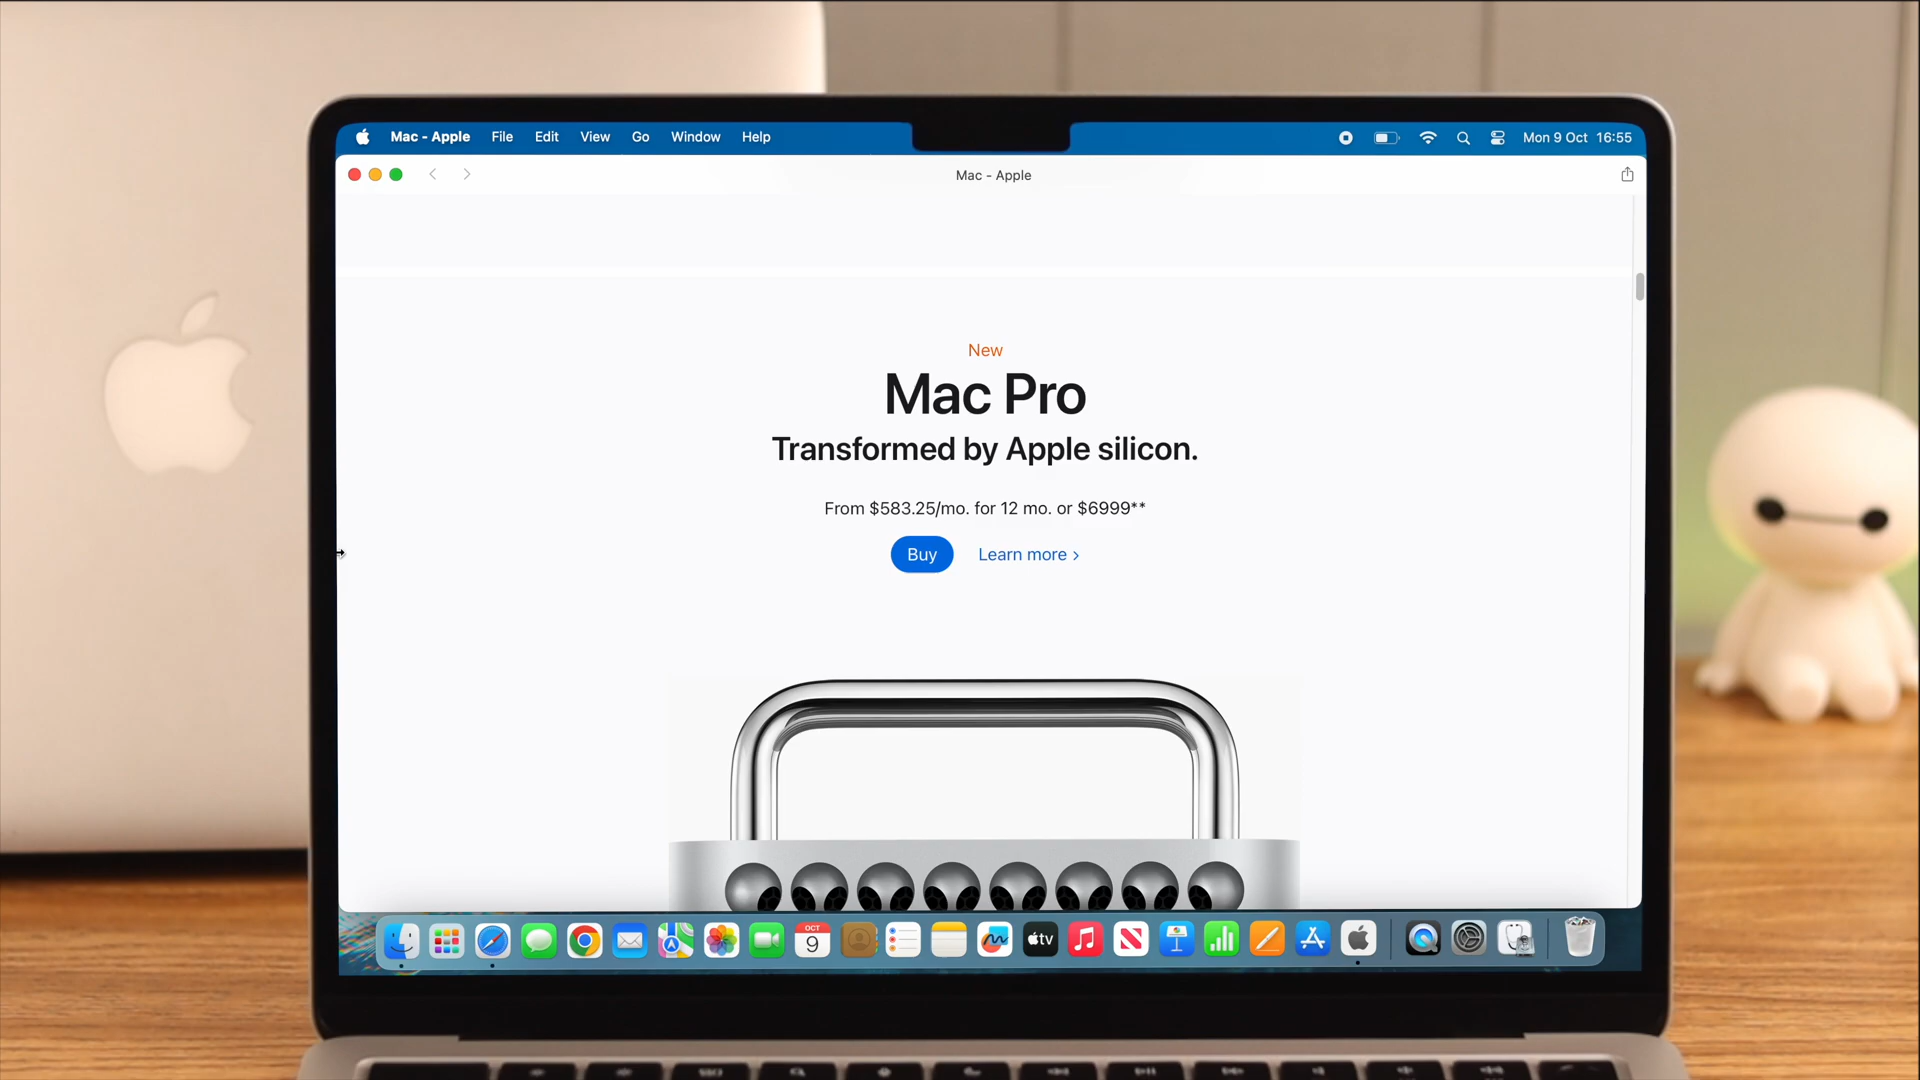 Mac - Apple File Edit View Go Window Help Mon 9 Oct 16:55
Mac - Apple
New
Mac Pro
Transformed by Apple silicon.
From $583.25/mo. for 12 mo. or $6999**
Buy Learn more >
OCT
9
tv